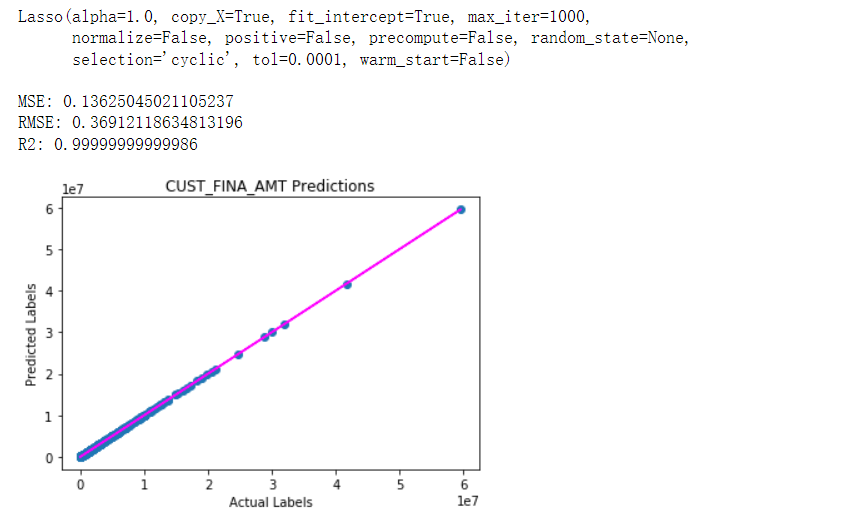 Lasso(alpha=1.0, copy_X=True, fit_intercept=True, max_iter=1000,
normalize=False, positive=False, precompute=False, random_state=None,
selection='cyclic', tol=0.0001, warm_start=False)
MSE: 0.13625045021105237
RMSE: 0.36912118634813196
R2: 0.99999999999986
1e7
CUST_FINA_AMT Predictions
6
5
4
3
2
1
0
Predicted Labels
0 1 2 3 4 5 6
Actual Labels
1e7